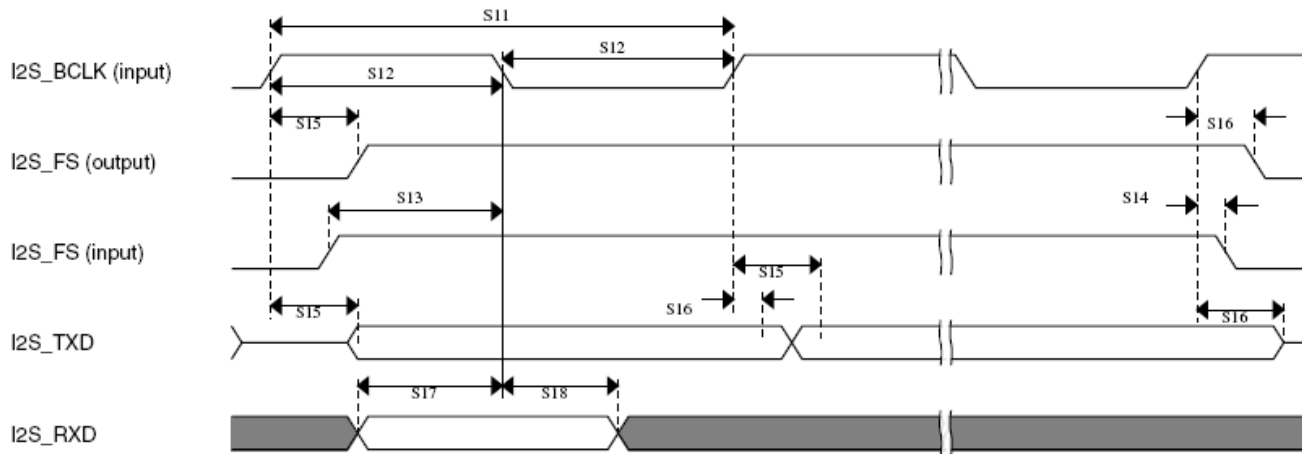 S11
I2S_BCLK (input)
S12
S12
S15
S16
I2S_FS (output)
S13
S14
I2S_FS (input)
S15
S15
S16
S16
I2S_TXD
S17
S18
I2S_RXD